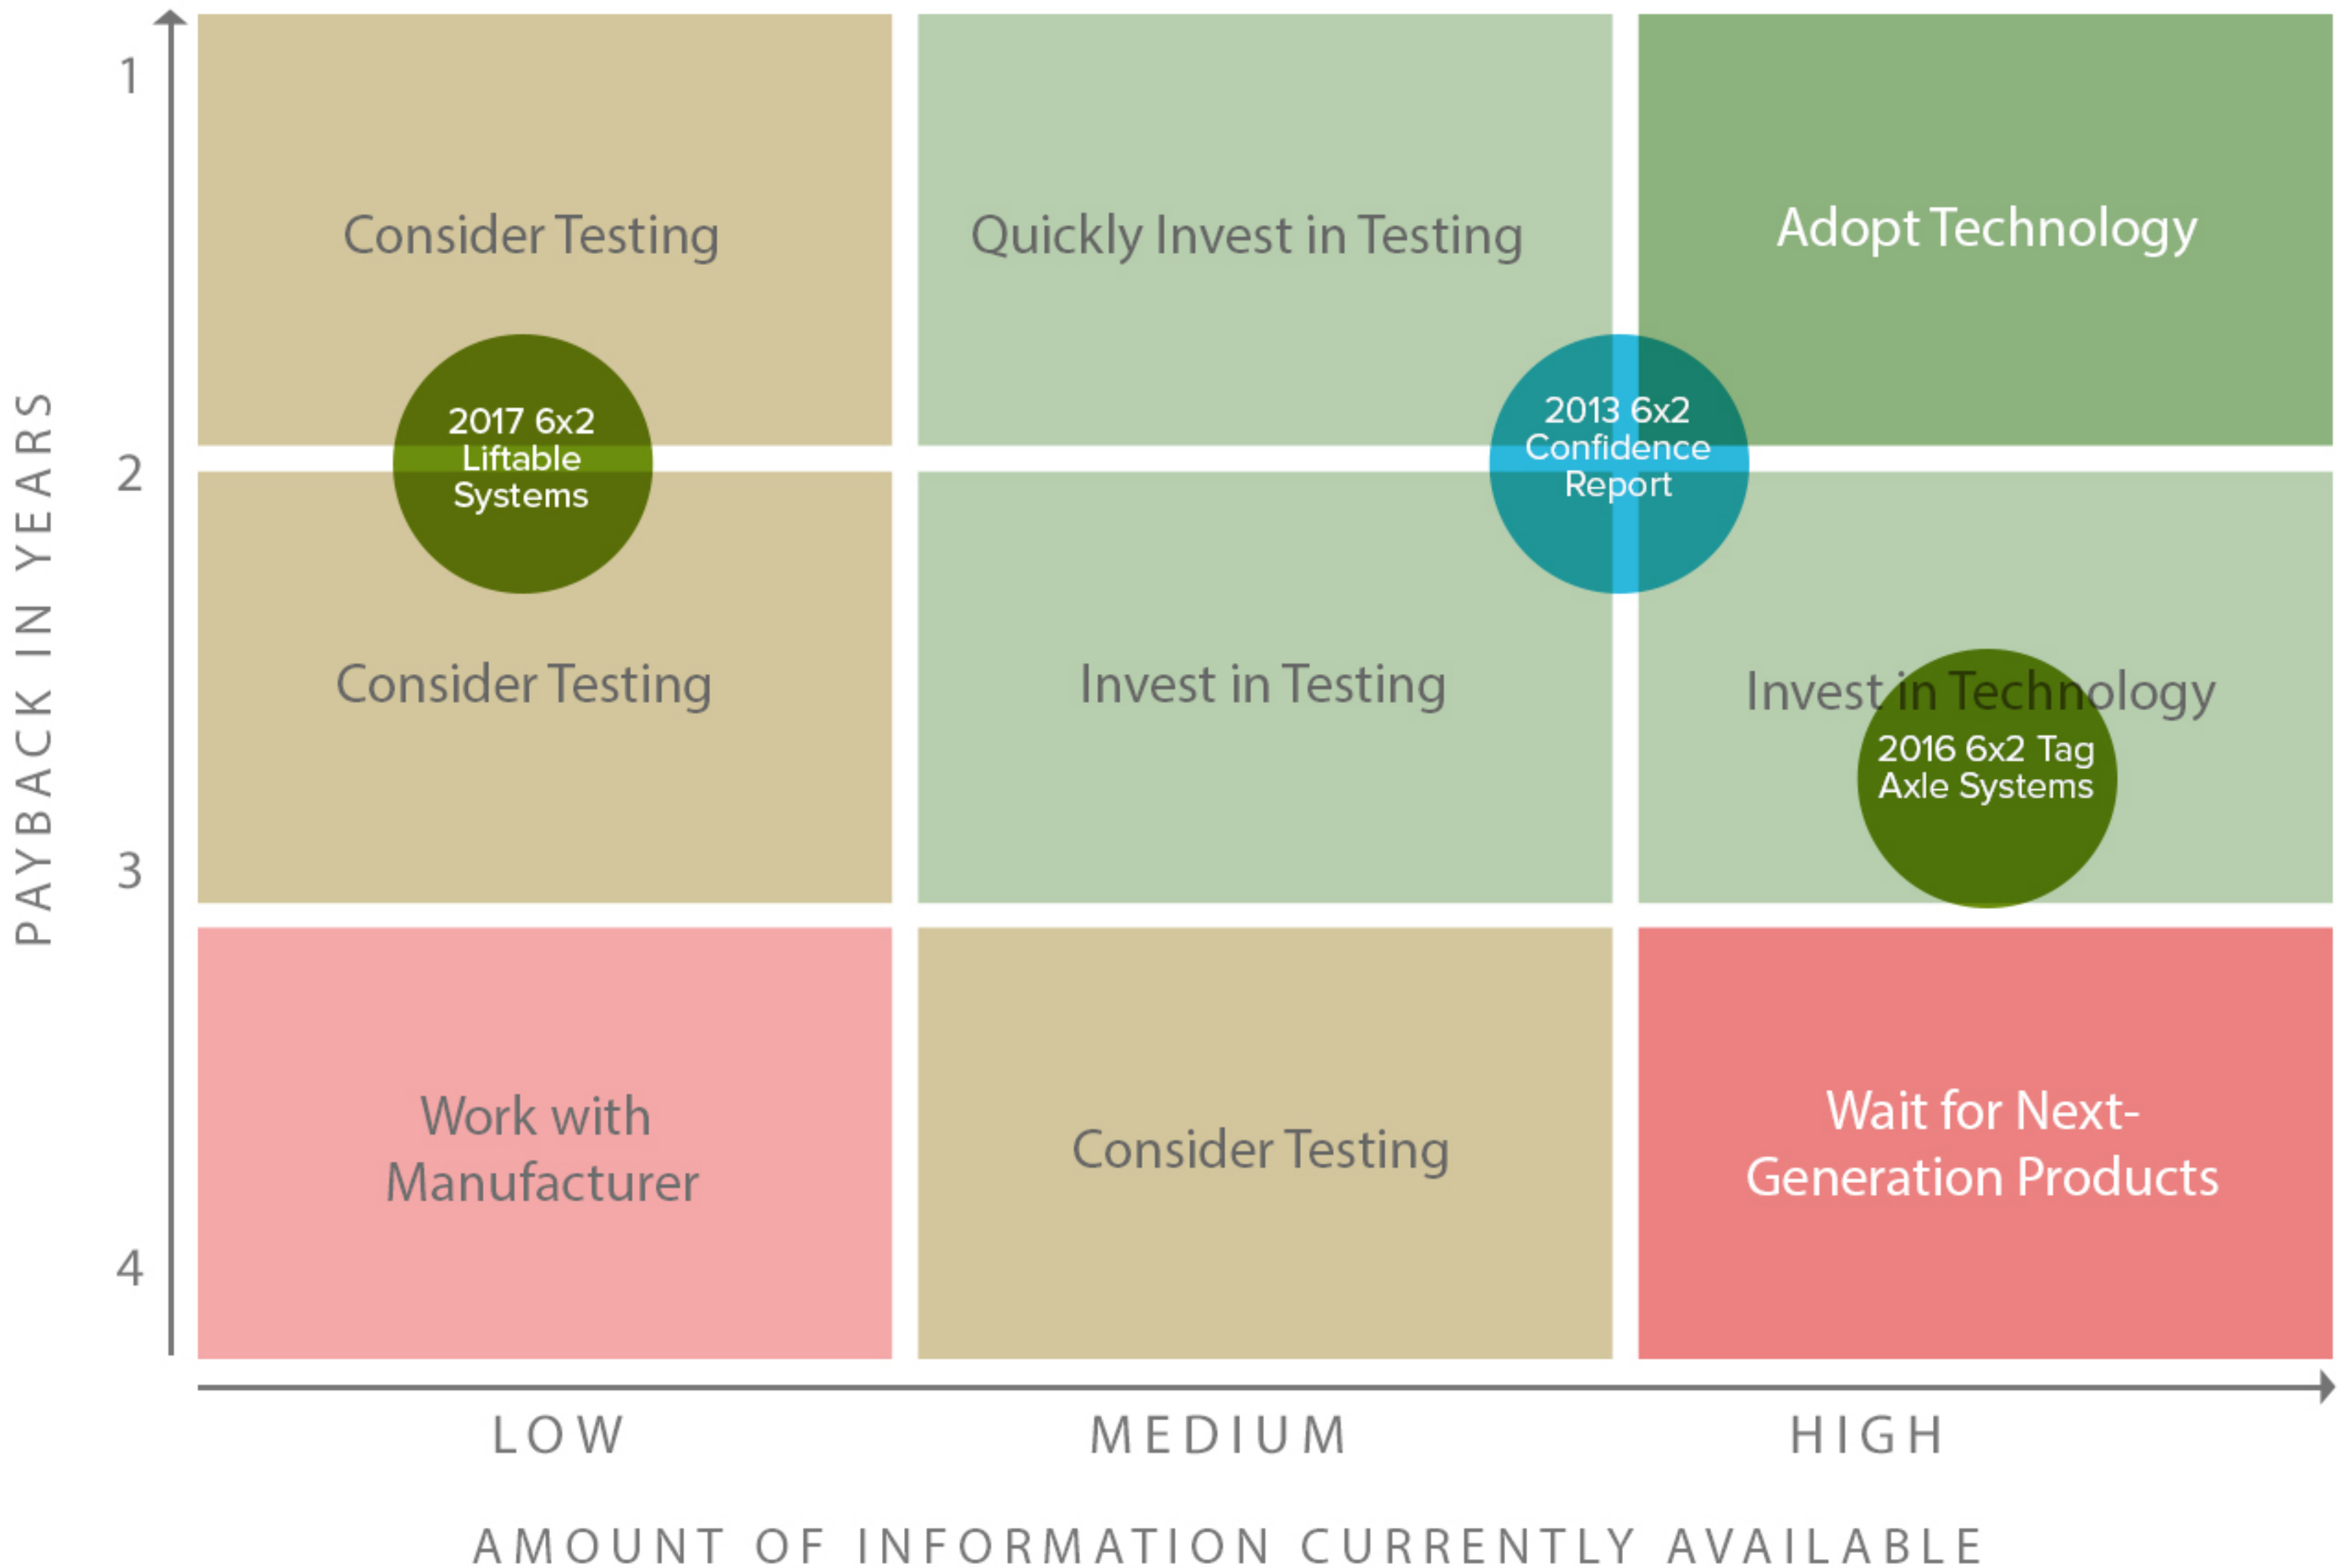 PAYBACK IN YEARS
1
2
3
4
Consider Testing
Quickly Invest in Testing
Adopt Technology
2017 6x2
Liftable
Systems
2013 6x2
Confidence
Report
Consider Testing
Invest in Testing
Invest in Technology
2016 6x2 Tag
Axle Systems
Work with
Manufacturer
Consider Testing
Wait for Next-
Generation Products
LOW
MEDIUM
HIGH
AMOUNT OF INFORMATION CURRENTLY AVAILABLE